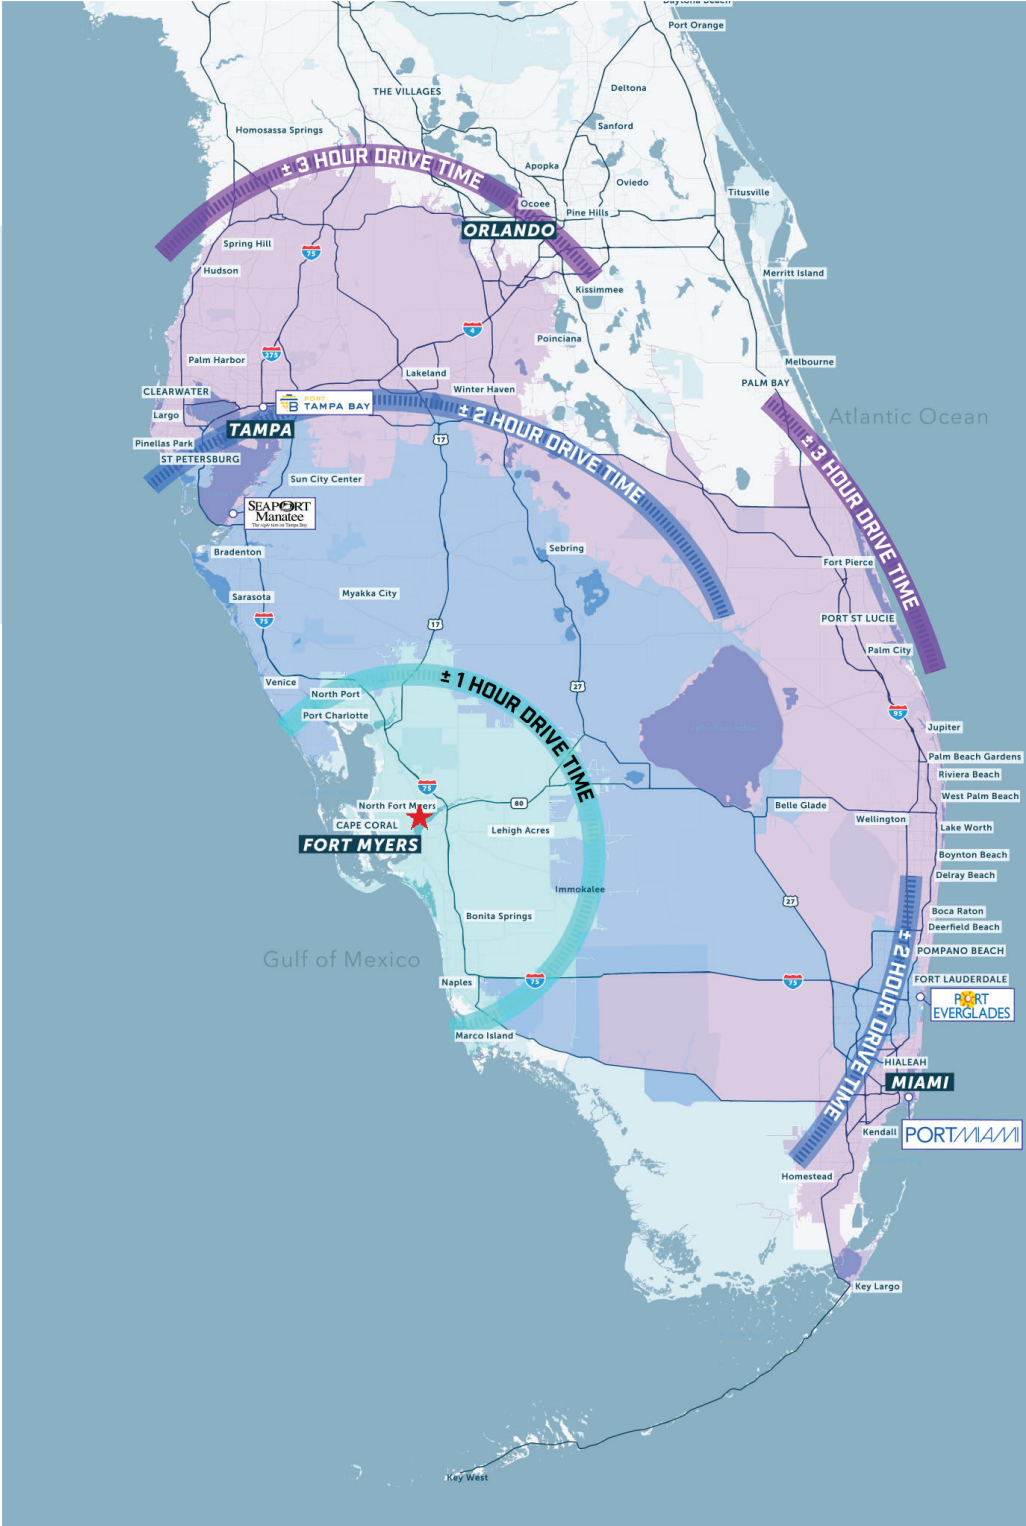 Daytona Beach
Port Orange
THE VILLAGES
Deltona
Homosassa Springs
Sanford
± 3 HOUR DRIVE TIME
Apopka
Oviedo
Titusville
Ocoee
Pine Hills
ORLANDO
Spring Hill
75
Hudson
Merritt Island
Kissimmee
4
Poinciana
275
Palm Harbor
Melbourne
Lakeland
PALM BAY
CLEARWATER
Winter Haven
PORT
TAMPA BAY
Largo
± 2 HOUR DRIVE TIME
Atlantic Ocean
TAMPA
17
Pinellas Park
± 3 HOUR DRIVE TIME
ST PETERSBURG
Sun City Center
SEAPORT
Manatee
The right turn on Tampa Bay
Bradenton
Sebring
Fort Pierce
Myakka City
Sarasota
75
17
PORT ST LUCIE
Palm City
Venice
± 1 HOUR DRIVE TIME
27
North Port
Port Charlotte
95
Jupiter
Palm Beach Gardens
Riviera Beach
75
West Palm Beach
North Fort Myers
80
Belle Glade
CAPE CORAL
Lehigh Acres
Wellington
Lake Worth
FORT MYERS
Boynton Beach
Delray Beach
Immokalee
27
Bonita Springs
Boca Raton
Deerfield Beach
± 2 HOUR DRIVE TIME
POMPANO BEACH
Gulf of Mexico
Naples
75
75
FORT LAUDERDALE
PORT
EVERGLADES
Marco Island
HIALEAH
MIAMI
Kendall
PORTMIAMI
Homestead
Key Largo
Key West